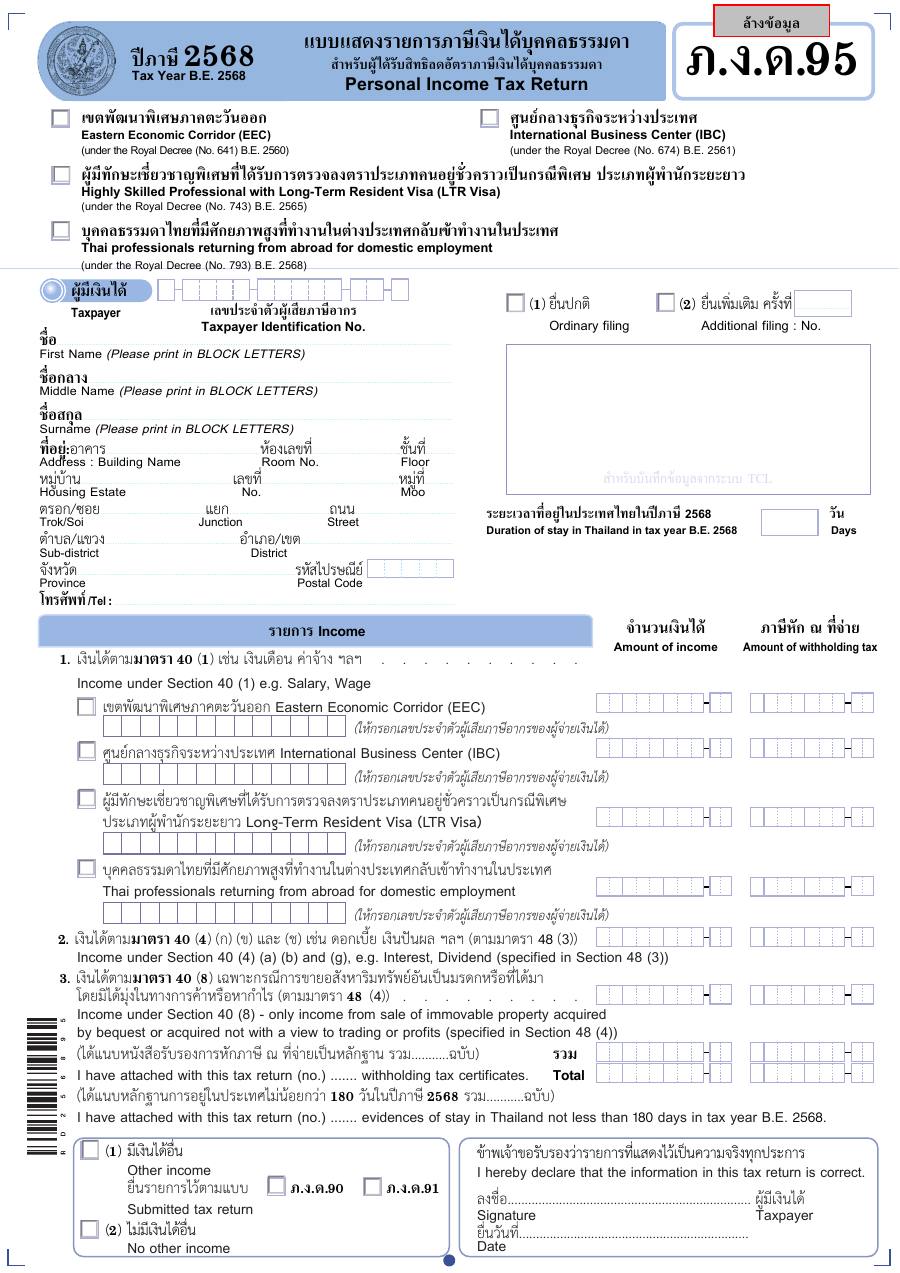 ล้างข้อมูล
ปีภาษี 2568
Tax Year B.E. 2568
แบบแสดงรายการภาษีเงินได้บุคคลธรรมดา
สำหรับผู้ได้รับสิทธิลดอัตราภาษีเงินได้บุคคลธรรมดา
Personal Income Tax Return
ภ.ง.ด.95
เขตพัฒนาพิเศษภาคตะวันออก
Eastern Economic Corridor (EEC)
(under the Royal Decree (No. 641) B.E. 2560)
ศูนย์กลางธุรกิจระหว่างประเทศ
International Business Center (IBC)
(under the Royal Decree (No. 674) B.E. 2561)
ผู้มีทักษะเชี่ยวชาญพิเศษที่ได้รับการตรวจลงตราประเภทคนอยู่ชั่วคราวเป็นกรณีพิเศษ ประเภทผู้พำนักระยะยาว
Highly Skilled Professional with Long-Term Resident Visa (LTR Visa)
(under the Royal Decree (No. 743) B.E. 2565)
บุคคลธรรมดาไทยที่มีศักยภาพสูงที่ทำงานในต่างประเทศกลับเข้าทำงานในประเทศ
Thai professionals returning from abroad for domestic employment
(under the Royal Decree (No. 793) B.E. 2568)
ผู้มีเงินได้
Taxpayer
เลขประจำตัวผู้เสียภาษีอากร
Taxpayer Identification No.
ชื่อ
First Name (Please print in BLOCK LETTERS)
ชื่อกลาง
Middle Name (Please print in BLOCK LETTERS)
ชื่อสกุล
Surname (Please print in BLOCK LETTERS)
ที่อยู่:อาคาร ห้องเลขที่ ชั้นที่
Address : Building Name Room No. Floor
หมู่บ้าน เลขที่ หมู่ที่
Housing Estate No. Moo
ตรอก/ซอย แยก ถนน
Trok/Soi Junction Street
ตำบล/แขวง อำเภอ/เขต
Sub-district District
จังหวัด รหัสไปรษณีย์
Province Postal Code
โทรศัพท์ /Tel :
(1) ยื่นปกติ (2) ยื่นเพิ่มเติม ครั้งที่
Ordinary filing Additional filing : No.
สำหรับบันทึกข้อมูลจากระบบ TCL
ระยะเวลาที่อยู่ในประเทศไทยในปีภาษี 2568 วัน
Duration of stay in Thailand in tax year B.E. 2568 Days
รายการ Income
จำนวนเงินได้ ภาษีหัก ณ ที่จ่าย
Amount of income Amount of withholding tax
1. เงินได้ตามมาตรา 40 (1) เช่น เงินเดือน ค่าจ้าง ฯลฯ . . . . . . . . .
Income under Section 40 (1) e.g. Salary, Wage
เขตพัฒนาพิเศษภาคตะวันออก Eastern Economic Corridor (EEC)
(ให้กรอกเลขประจำตัวผู้เสียภาษีอากรของผู้จ่ายเงินได้)
ศูนย์กลางธุรกิจระหว่างประเทศ International Business Center (IBC)
(ให้กรอกเลขประจำตัวผู้เสียภาษีอากรของผู้จ่ายเงินได้)
ผู้มีทักษะเชี่ยวชาญพิเศษที่ได้รับการตรวจลงตราประเภทคนอยู่ชั่วคราวเป็นกรณีพิเศษ
ประเภทผู้พำนักระยะยาว Long-Term Resident Visa (LTR Visa)
(ให้กรอกเลขประจำตัวผู้เสียภาษีอากรของผู้จ่ายเงินได้)
บุคคลธรรมดาไทยที่มีศักยภาพสูงที่ทำงานในต่างประเทศกลับเข้าทำงานในประเทศ
Thai professionals returning from abroad for domestic employment
(ให้กรอกเลขประจำตัวผู้เสียภาษีอากรของผู้จ่ายเงินได้)
2. เงินได้ตามมาตรา 40 (4) (ก) (ข) และ (ช) เช่น ดอกเบี้ย เงินปันผล ฯลฯ (ตามมาตรา 48 (3))
Income under Section 40 (4) (a) (b) and (g), e.g. Interest, Dividend (specified in Section 48 (3))
3. เงินได้ตามมาตรา 40 (8) เฉพาะกรณีการขายอสังหาริมทรัพย์อันเป็นมรดกหรือที่ได้มา
โดยมิได้มุ่งในทางการค้าหรือหากำไร (ตามมาตรา 48 (4)) . . . . . . . . .
Income under Section 40 (8) - only income from sale of immovable property acquired
by bequest or acquired not with a view to trading or profits (specified in Section 48 (4))
(ได้แนบหนังสือรับรองการหักภาษี ณ ที่จ่ายเป็นหลักฐาน รวม...........ฉบับ) รวม
I have attached with this tax return (no.) ....... withholding tax certificates. Total
(ได้แนบหลักฐานการอยู่ในประเทศไม่น้อยกว่า 180 วันในปีภาษี 2568 รวม...........ฉบับ)
I have attached with this tax return (no.) ....... evidences of stay in Thailand not less than 180 days in tax year B.E. 2568.
(1) มีเงินได้อื่น
Other income
ยื่นรายการไว้ตามแบบ ภ.ง.ด.90 ภ.ง.ด.91
Submitted tax return
(2) ไม่มีเงินได้อื่น
No other income
ข้าพเจ้าขอรับรองว่ารายการที่แสดงไว้เป็นความจริงทุกประการ
I hereby declare that the information in this tax return is correct.
ลงชื่อ.......................................................... ผู้มีเงินได้
Signature Taxpayer
ยื่นวันที่..........................................................
Date